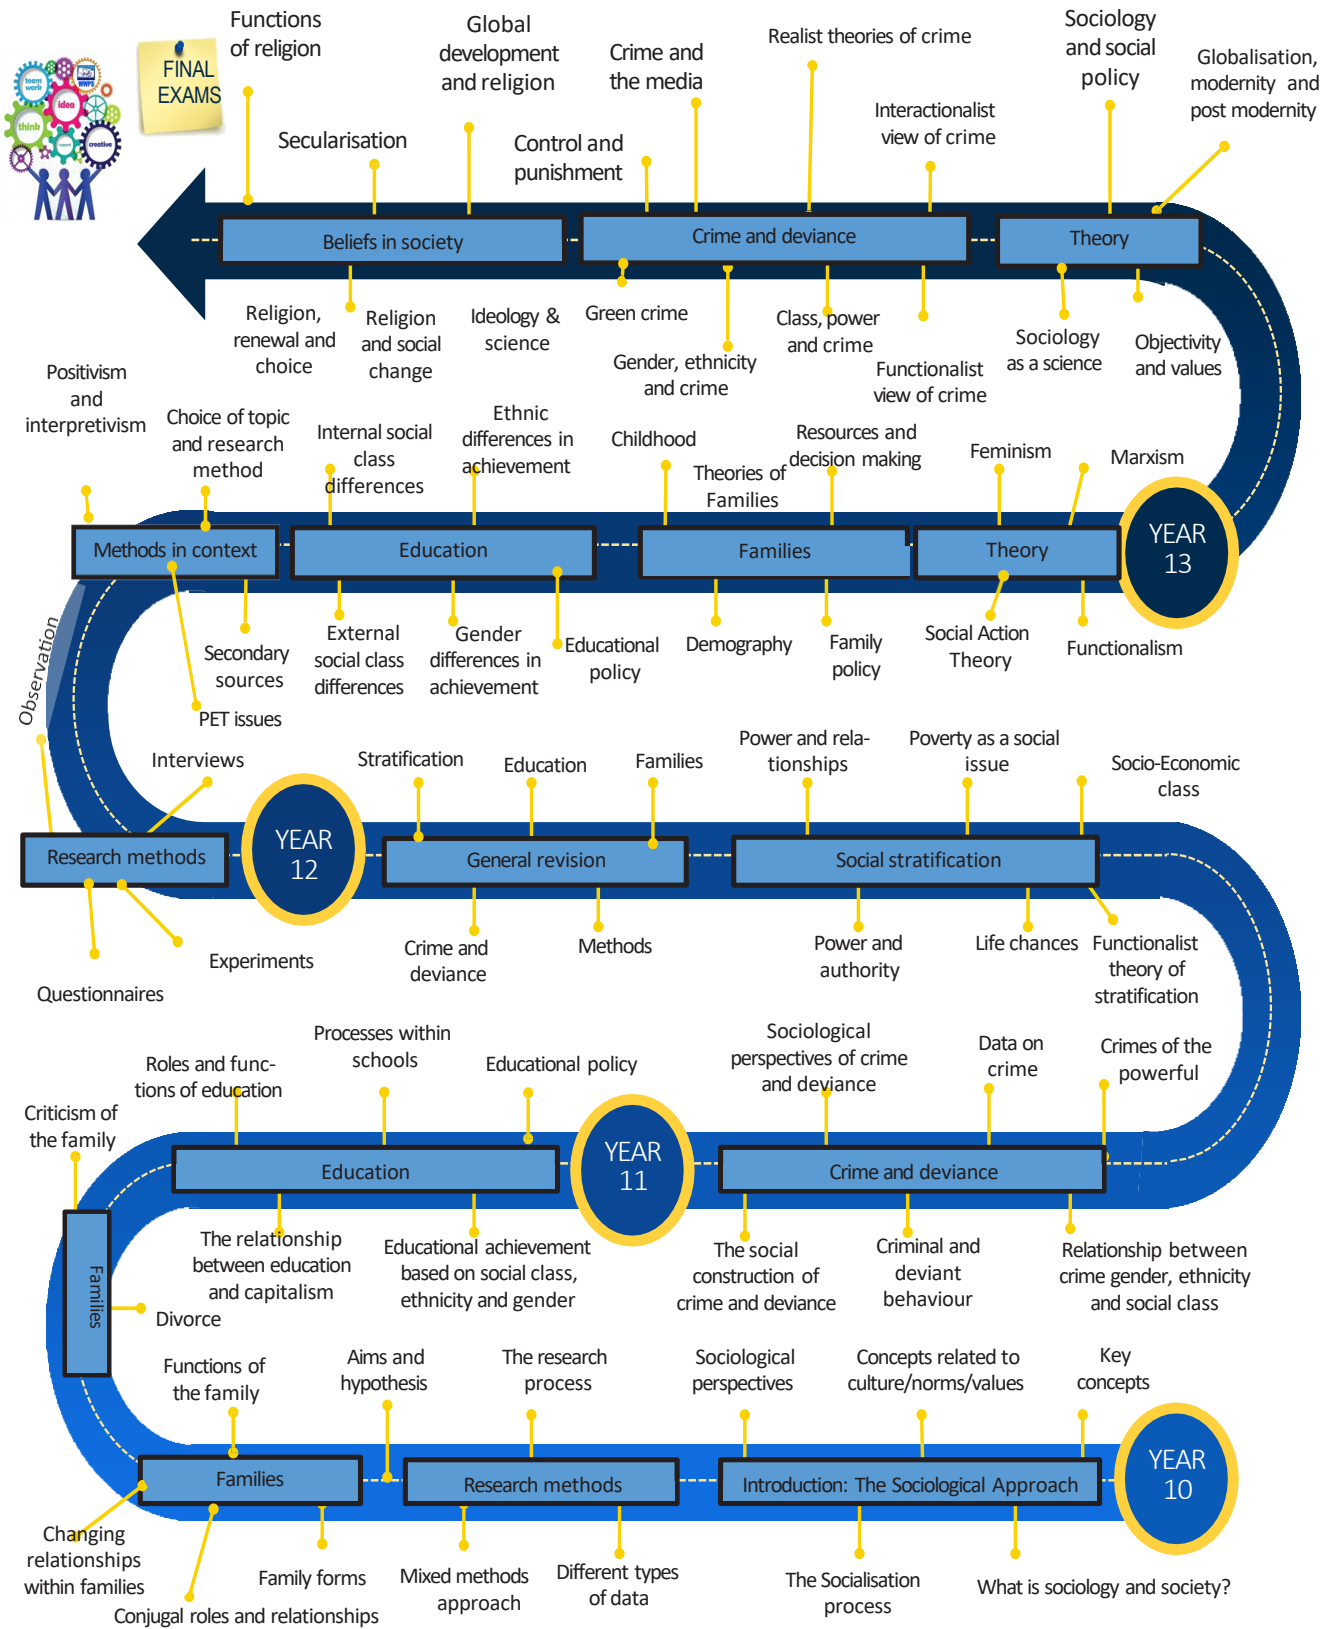 Functions
of religion
Global
development
and religion
Crime and
the media
Realist theories of crime
Sociology
and social
policy
Globalisation,
modernity and
post modernity
FINAL
EXAMS
team
work
WWPS
idea
think
support
creative
Secularisation
Control and
punishment
Interactionalist
view of crime
Beliefs in society
Crime and deviance
Theory
Religion,
renewal and
choice
Religion
and social
change
Ideology &
science
Green crime
Gender, ethnicity
and crime
Class, power
and crime
Functionalist
view of crime
Sociology
as a science
Objectivity
and values
Positivism
and
interpretivism
Choice of topic
and research
method
Internal social
class
differences
Ethnic
differences in
achievement
Childhood
Theories of
Families
Resources and
decision making
Feminism
Marxism
Methods in context
Education
Families
Theory
YEAR
13
Observation
Secondary
sources
PET issues
External
social class
differences
Gender
differences in
achievement
Educational
policy
Demography
Family
policy
Social Action
Theory
Functionalism
Interviews
Stratification
Education
Families
Power and rela-
tionships
Poverty as a social
issue
Socio-Economic
class
Research methods
YEAR
12
General revision
Social stratification
Questionnaires
Experiments
Crime and
deviance
Methods
Power and
authority
Life chances
Functionalist
theory of
stratification
Criticism of
the family
Roles and func-
tions of education
Processes within
schools
Educational policy
Sociological
perspectives of crime
and deviance
Data on
crime
Crimes of the
powerful
Education
YEAR
11
Crime and deviance
Families
Divorce
The relationship
between education
and capitalism
Educational achievement
based on social class,
ethnicity and gender
The social
construction of
crime and deviance
Criminal and
deviant
behaviour
Relationship between
crime gender, ethnicity
and social class
Functions of
the family
Aims and
hypothesis
The research
process
Sociological
perspectives
Concepts related to
culture/norms/values
Key
concepts
Families
Research methods
Introduction: The Sociological Approach
YEAR
10
Changing
relationships
within families
Conjugal roles and relationships
Family forms
Mixed methods
approach
Different types
of data
The Socialisation
process
What is sociology and society?